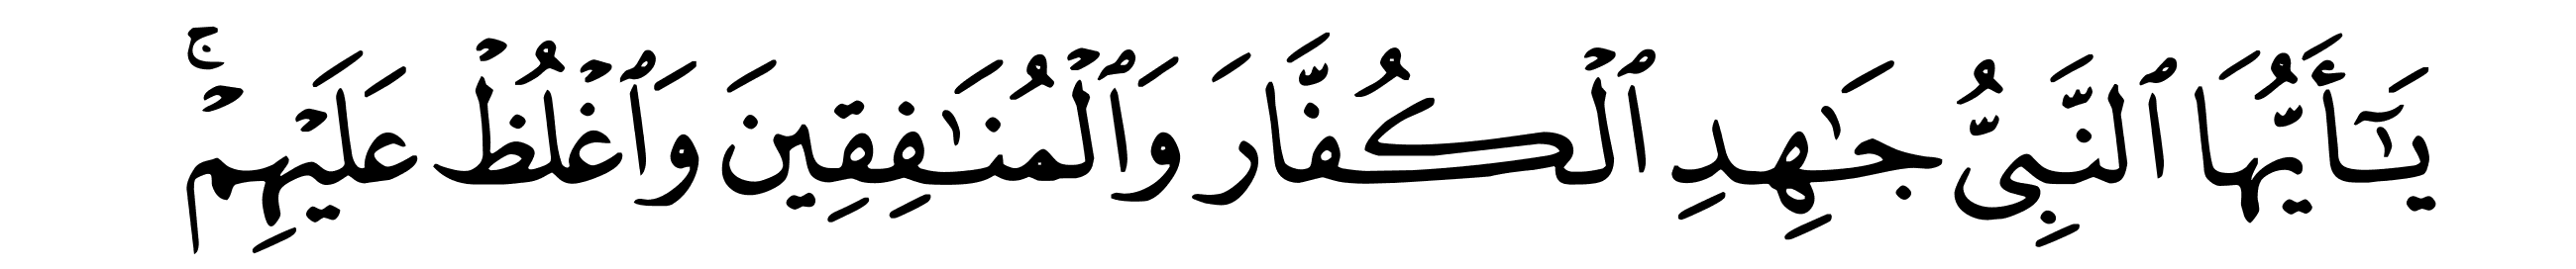 يَـٰٓأَيُّهَا ٱلنَّبِىُّ جَـٰهِدِ ٱلْكُفَّارَ وَٱلْمُنَـٰفِقِينَ وَٱغْلُظْ عَلَيْهِمْ ۚ